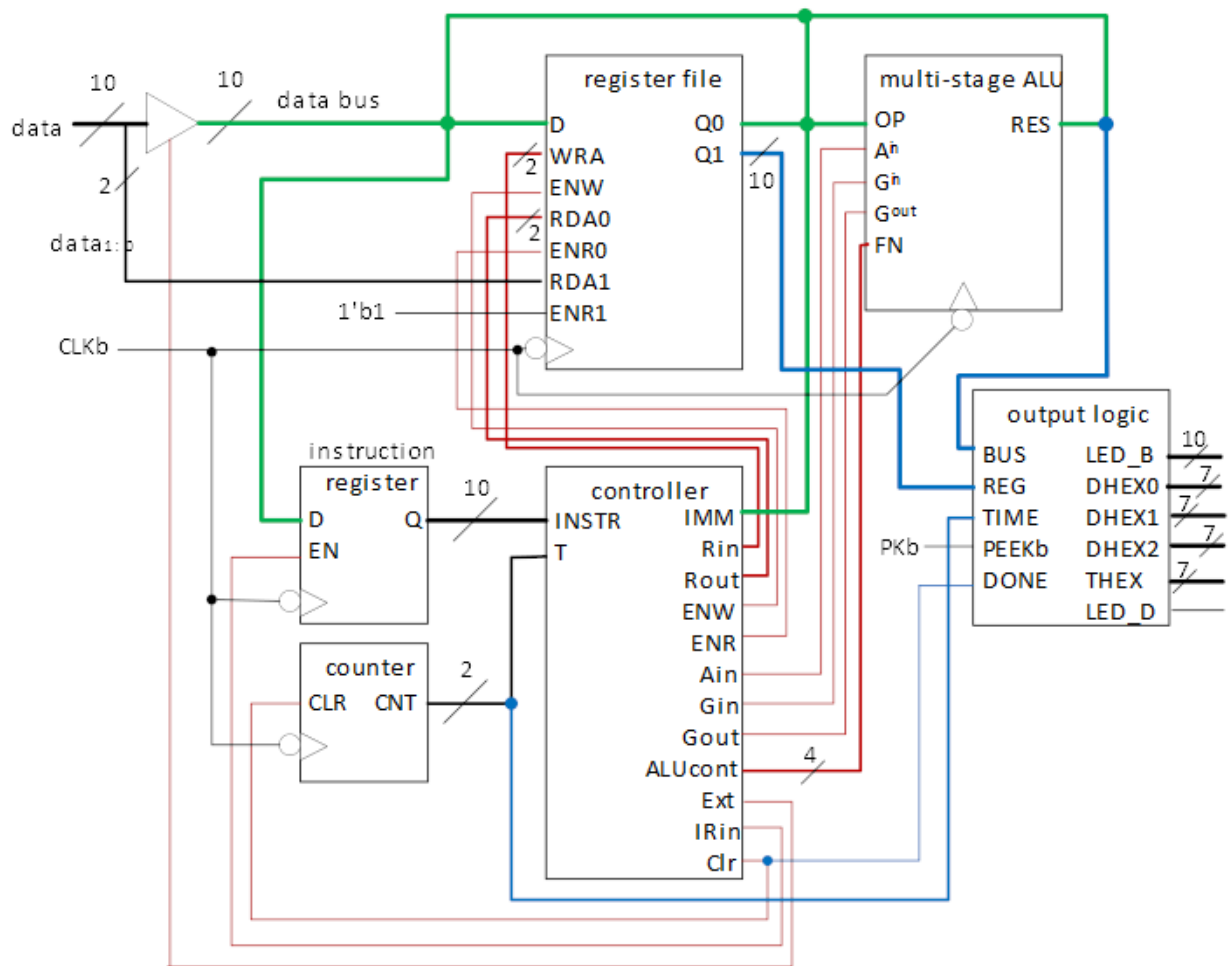 register file
multi-stage ALU
10
10
data bus
data
2
data1:0
D
WRA
2
ENW
RDA0
2
ENR0
RDA1
ENR1
1'b1
CLKb
Q0
Q1
10
OP
Ain
Gin
Gout
FN
RES
output logic
BUS
REG
TIME
PEEKb
DONE
PKb
LED_B
DHEX0
DHEX1
DHEX2
THEX
LED_D
10
7
7
7
7
instruction
register
D
Q
EN
10
controller
INSTR
T
IMM
Rin
Rout
ENW
ENR
Ain
Gin
Gout
ALUcont
4
Ext
IRin
Clr
counter
CLR
CNT
2